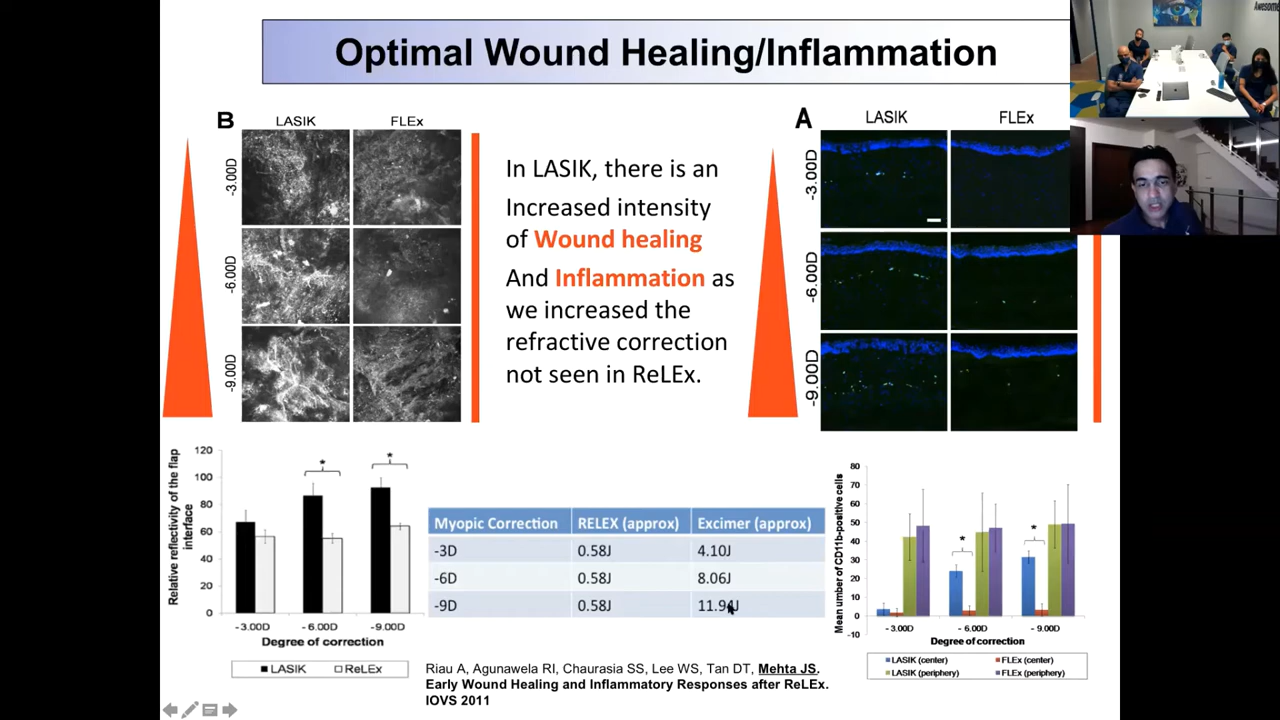 Awesome
Optimal Wound Healing/Inflammation
B
LASIK FLEx
-3.00D
-6.00D
-9.00D
In LASIK, there is an
Increased intensity
of Wound healing
And Inflammation as
we increased the
refractive correction
not seen in ReLEx.
A
LASIK FLEx
-3.00D
-6.00D
-9.00D
Relative reflectivity of the flap
interface
120
100
80
60
40
20
0
* *
- 3.00D - 6.00D - 9.00D
Degree of correction
LASIK ReLEx
Myopic Correction RELEX (approx) Excimer (approx)
-3D 0.58J 4.10J
-6D 0.58J 8.06J
-9D 0.58J 11.94J
Mean umber of CD11b-positive cells
80
70
60
50
40
30
20
10
0
-10
* *
- 3.00D - 6.00D - 9.00D
Degree of correction
LASIK (center) FLEx (center)
LASIK (periphery) FLEx (periphery)
Riau A, Agunawela RI, Chaurasia SS, Lee WS, Tan DT, Mehta JS.
Early Wound Healing and Inflammatory Responses after ReLEx.
IOVS 2011